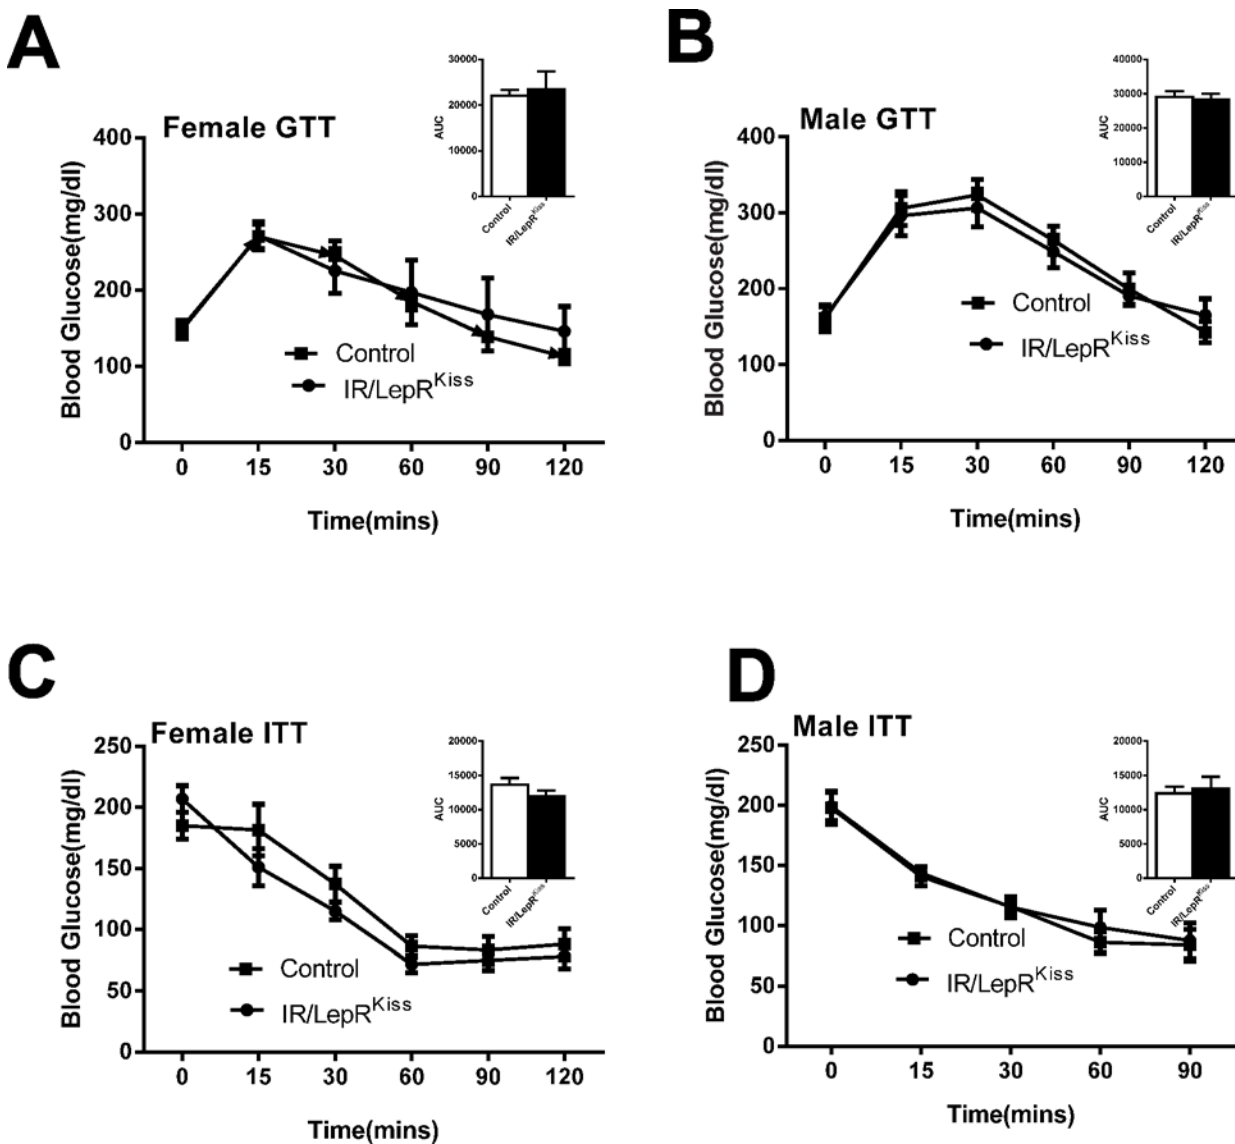 A
Female GTT
Blood Glucose(mg/dl)
400
300
200
100
0
0 15 30 60 90 120
Time(mins)
Control
IR/LepR^Kiss
AUC
30000
20000
10000
0
Control
IR/LepR^Kiss
B
Male GTT
Blood Glucose(mg/dl)
400
300
200
100
0
0 15 30 60 90 120
Time(mins)
Control
IR/LepR^Kiss
AUC
40000
30000
20000
10000
0
Control
IR/LepR^Kiss
C
Female ITT
Blood Glucose(mg/dl)
250
200
150
100
50
0
0 15 30 60 90 120
Time(mins)
Control
IR/LepR^Kiss
AUC
20000
15000
10000
5000
0
Control
IR/LepR^Kiss
D
Male ITT
Blood Glucose(mg/dl)
250
200
150
100
50
0
0 15 30 60 90
Time(mins)
Control
IR/LepR^Kiss
AUC
20000
15000
10000
5000
0
Control
IR/LepR^Kiss